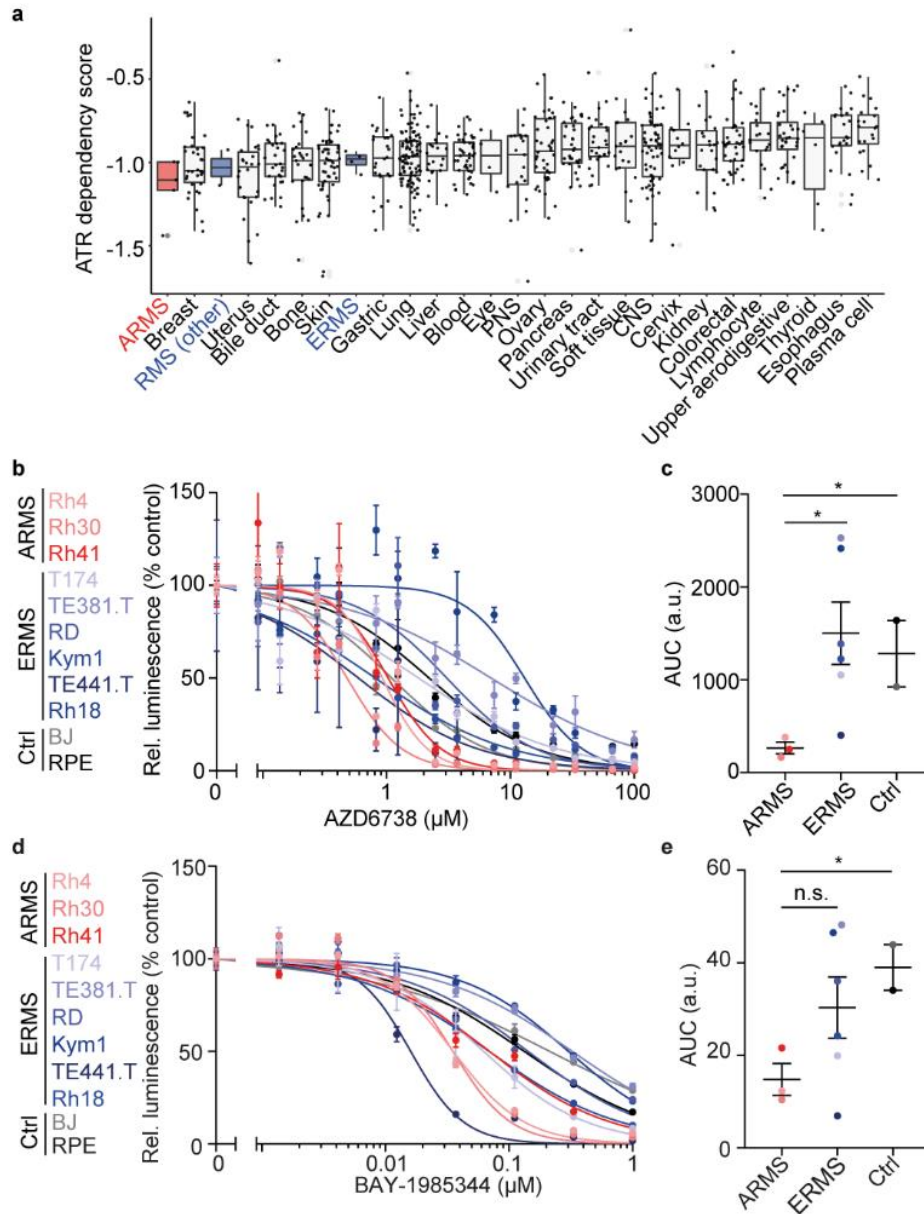 a
ATR dependency score
-0.5
-1.0
-1.5
ARMS
Breast
RMS (other)
Uterus
Bile duct
Bone
Skin
ERMS
Gastric
Lung
Liver
Blood
Eye
PNS
Ovary
Pancreas
Urinary tract
Soft tissue
CNS
Cervix
Kidney
Colorectal
Lymphocyte
Upper aerodigestive
Thyroid
Esophagus
Plasma cell
b
ARMS
Rh4
Rh30
Rh41
ERMS
T174
TE381.T
RD
Kym1
TE441.T
Rh18
Ctrl
BJ
RPE
Rel. luminescence (% control)
150
100
50
0
0 1 10 100
AZD6738 (µM)
c
AUC (a.u.)
3000
2000
1000
0
*
*
ARMS
ERMS
Ctrl
d
ARMS
Rh4
Rh30
Rh41
ERMS
T174
TE381.T
RD
Kym1
TE441.T
Rh18
Ctrl
BJ
RPE
Rel. luminescence (% control)
150
100
50
0
0 0.01 0.1 1
BAY-1985344 (µM)
e
AUC (a.u.)
60
40
20
0
*
n.s.
ARMS
ERMS
Ctrl